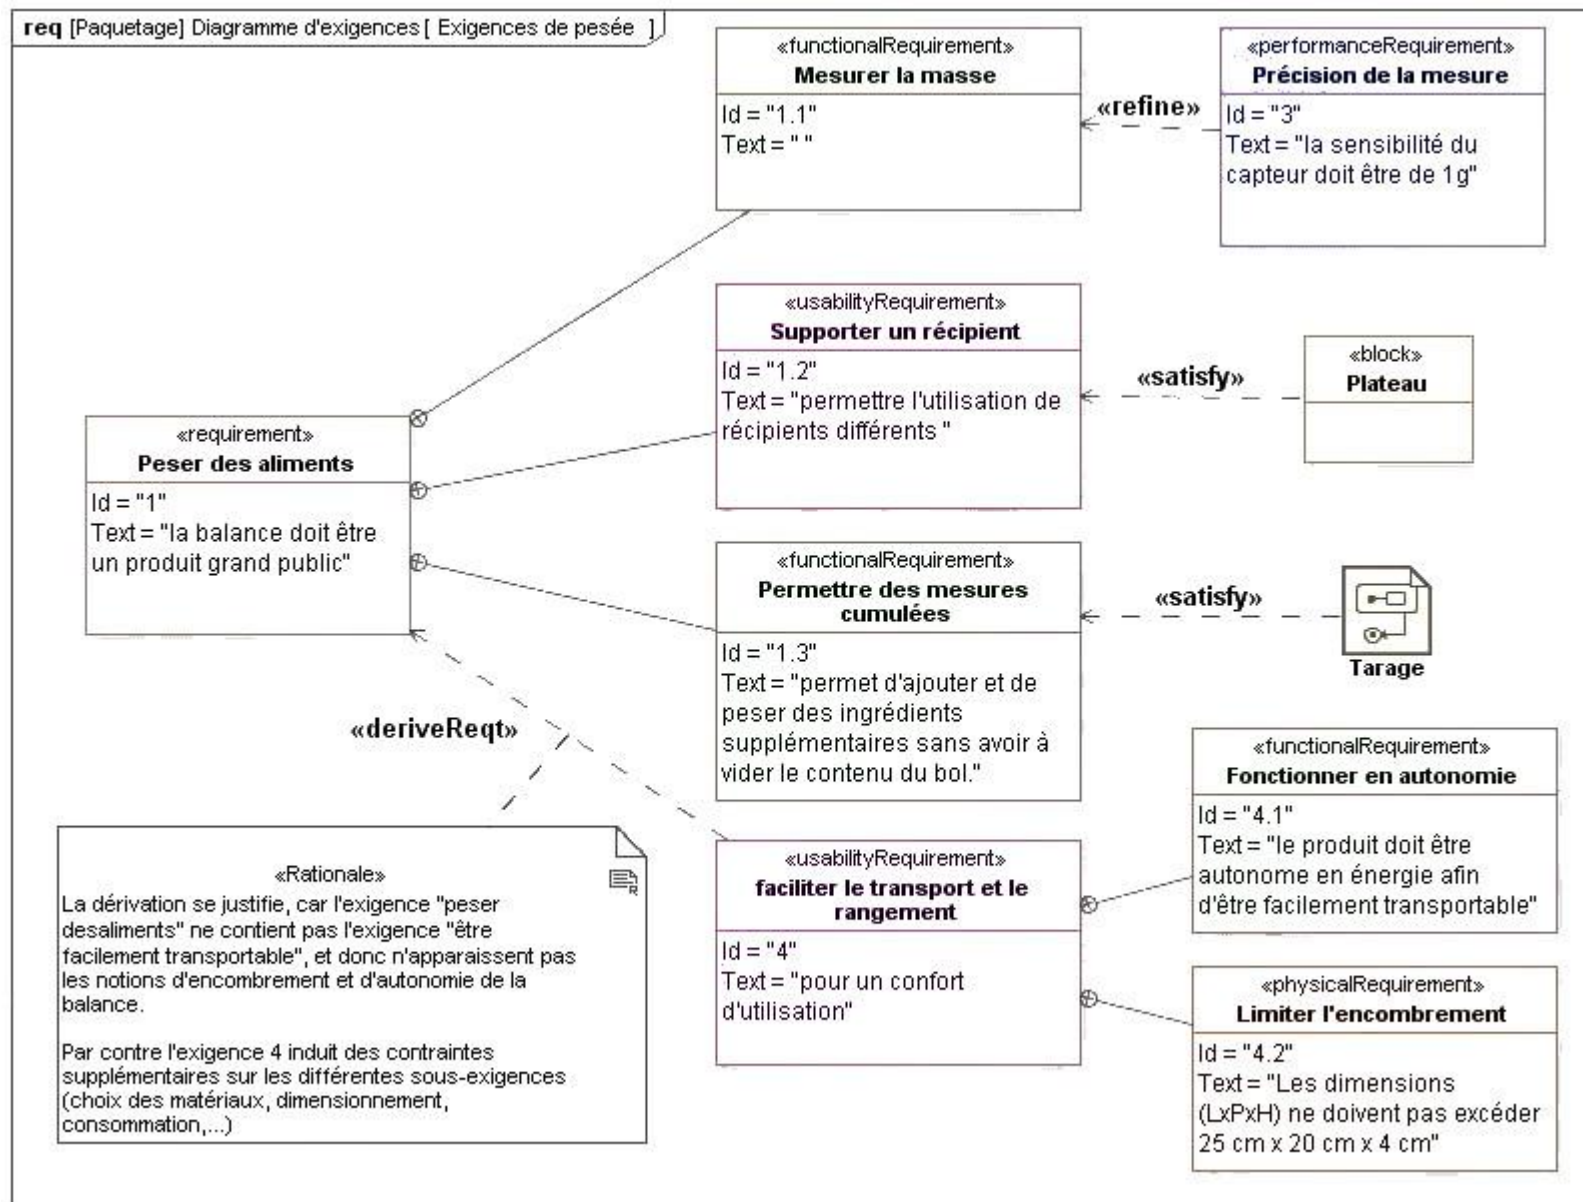 req [Paquetage] Diagramme d'exigences [ Exigences de pesée ]
«functionalRequirement»
Mesurer la masse
Id = "1.1"
Text = " "
«refine»
«performanceRequirement»
Précision de la mesure
Id = "3"
Text = "la sensibilité du
capteur doit être de 1g"
«usabilityRequirement»
Supporter un récipient
Id = "1.2"
Text = "permettre l'utilisation de
récipients différents "
«satisfy»
«block»
Plateau
«requirement»
Peser des aliments
Id = "1"
Text = "la balance doit être
un produit grand public"
«functionalRequirement»
Permettre des mesures
cumulées
Id = "1.3"
Text = "permet d'ajouter et de
peser des ingrédients
supplémentaires sans avoir à
vider le contenu du bol."
«satisfy»
Tarage
«deriveReqt»
«Rationale»
R
La dérivation se justifie, car l'exigence "peser
desaliments" ne contient pas l'exigence "être
facilement transportable", et donc n'apparaissent pas
les notions d'encombrement et d'autonomie de la
balance.
Par contre l'exigence 4 induit des contraintes
supplémentaires sur les différentes sous-exigences
(choix des matériaux, dimensionnement,
consommation,...)
«usabilityRequirement»
faciliter le transport et le
rangement
Id = "4"
Text = "pour un confort
d'utilisation"
«functionalRequirement»
Fonctionner en autonomie
Id = "4.1"
Text = "le produit doit être
autonome en énergie afin
d'être facilement transportable"
«physicalRequirement»
Limiter l'encombrement
Id = "4.2"
Text = "Les dimensions
(LxPxH) ne doivent pas excéder
25 cm x 20 cm x 4 cm"